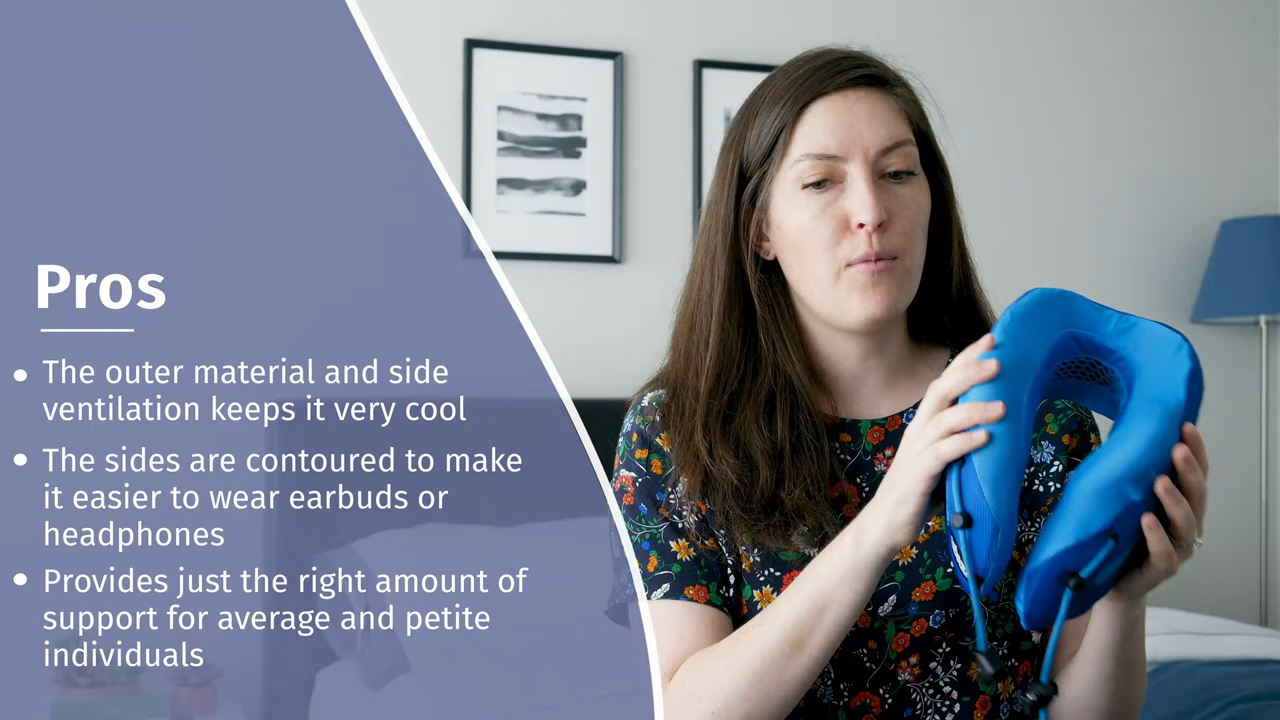 Pros
• The outer material and side
ventilation keeps it very cool
• The sides are contoured to make
it easier to wear earbuds or
headphones
• Provides just the right amount of
support for average and petite
individuals